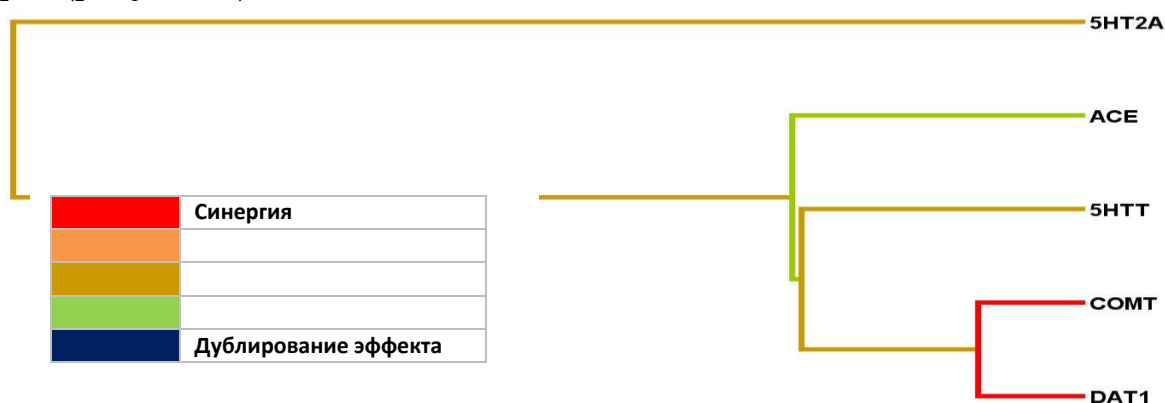 5HT2A
ACE
Синергия
5HTT
COMT
Дублирование эффекта
DAT1